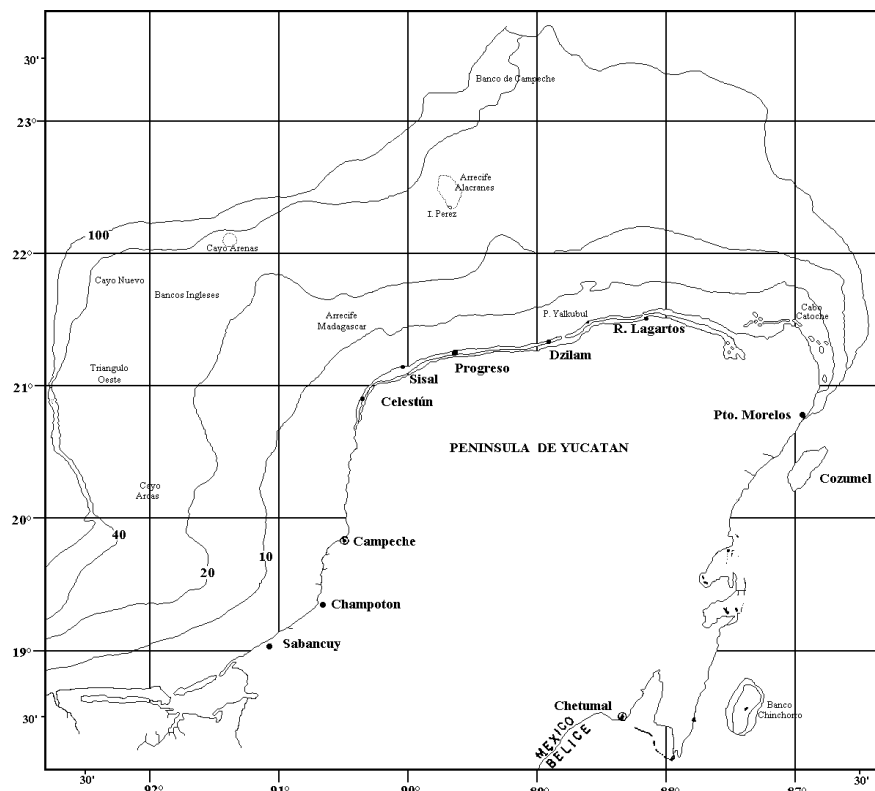 30'
Banco de Campeche
23°
Arrecife
Alacranes
I. Perez
100
Cayo Arenas
22°
Cayo Nuevo
Bancos Ingleses
Arrecife
Madagascar
P. Yalkubul
Cabo
Catoche
R. Lagartos
Progreso
Dzilam
Sisal
Triangulo
Oeste
21°
Celestún
Pto. Morelos
PENINSULA DE YUCATAN
Cozumel
Cayo
Arcas
20°
40
Campeche
10
20
Champoton
Sabancuy
19°
Chetumal
Banco
Chinchorro
30'
MEXICO
BELICE
30'
92°
91°
90°
89°
88°
87°
30'